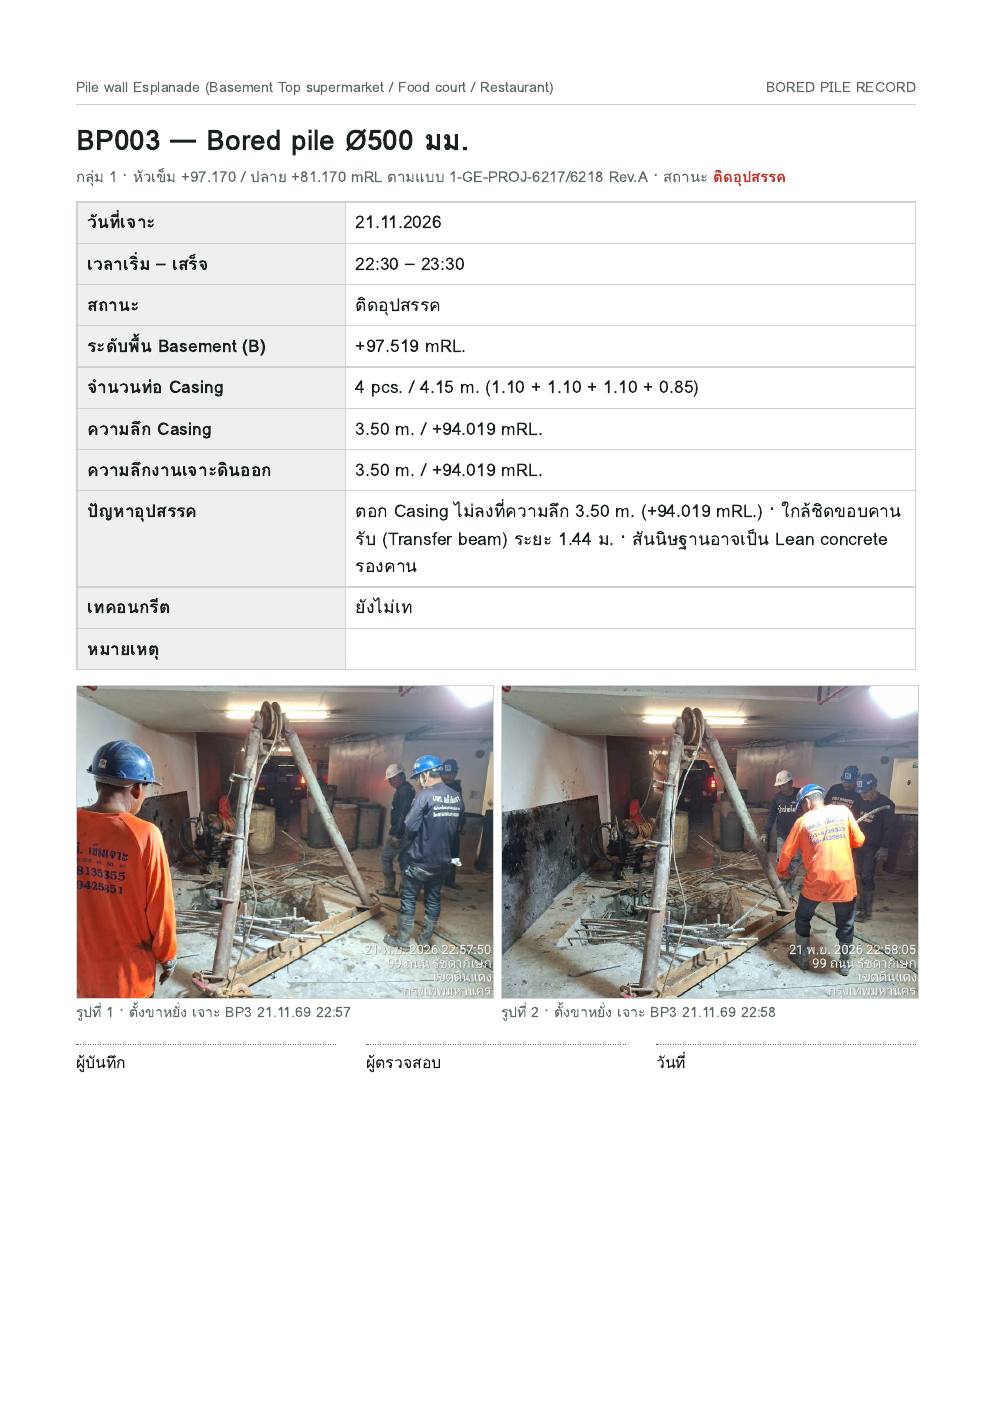 Pile wall Esplanade (Basement Top supermarket / Food court / Restaurant)
BORED PILE RECORD
BP003 — Bored pile Ø500 มม.
กลุ่ม 1 · หัวเข็ม +97.170 / ปลาย +81.170 mRL ตามแบบ 1-GE-PROJ-6217/6218 Rev.A · สถานะ ติดอุปสรรค
วันที่เจาะ 21.11.2026
เวลาเริ่ม – เสร็จ 22:30 – 23:30
สถานะ ติดอุปสรรค
ระดับพื้น Basement (B) +97.519 mRL.
จำนวนท่อ Casing 4 pcs. / 4.15 m. (1.10 + 1.10 + 1.10 + 0.85)
ความลึก Casing 3.50 m. / +94.019 mRL.
ความลึกงานเจาะดินออก 3.50 m. / +94.019 mRL.
ปัญหาอุปสรรค ตอก Casing ไม่ลงที่ความลึก 3.50 m. (+94.019 mRL.) · ใกล้ชิดขอบคาน
รับ (Transfer beam) ระยะ 1.44 ม. · สันนิษฐานอาจเป็น Lean concrete
รองคาน
เทคอนกรีต ยังไม่เท
หมายเหตุ
เข็มเจาะ
8135355
9425851
21 พ.ย. 2026 22:57:50
99 ถนน รัชดาภิเษก
เขตดินแดง
กรุงเทพมหานคร
21 พ.ย. 2026 22:58:05
99 ถนน รัชดาภิเษก
เขตดินแดง
กรุงเทพมหานคร
รูปที่ 1 · ตั้งขาหยั่ง เจาะ BP3 21.11.69 22:57
รูปที่ 2 · ตั้งขาหยั่ง เจาะ BP3 21.11.69 22:58
ผู้บันทึก
ผู้ตรวจสอบ
วันที่